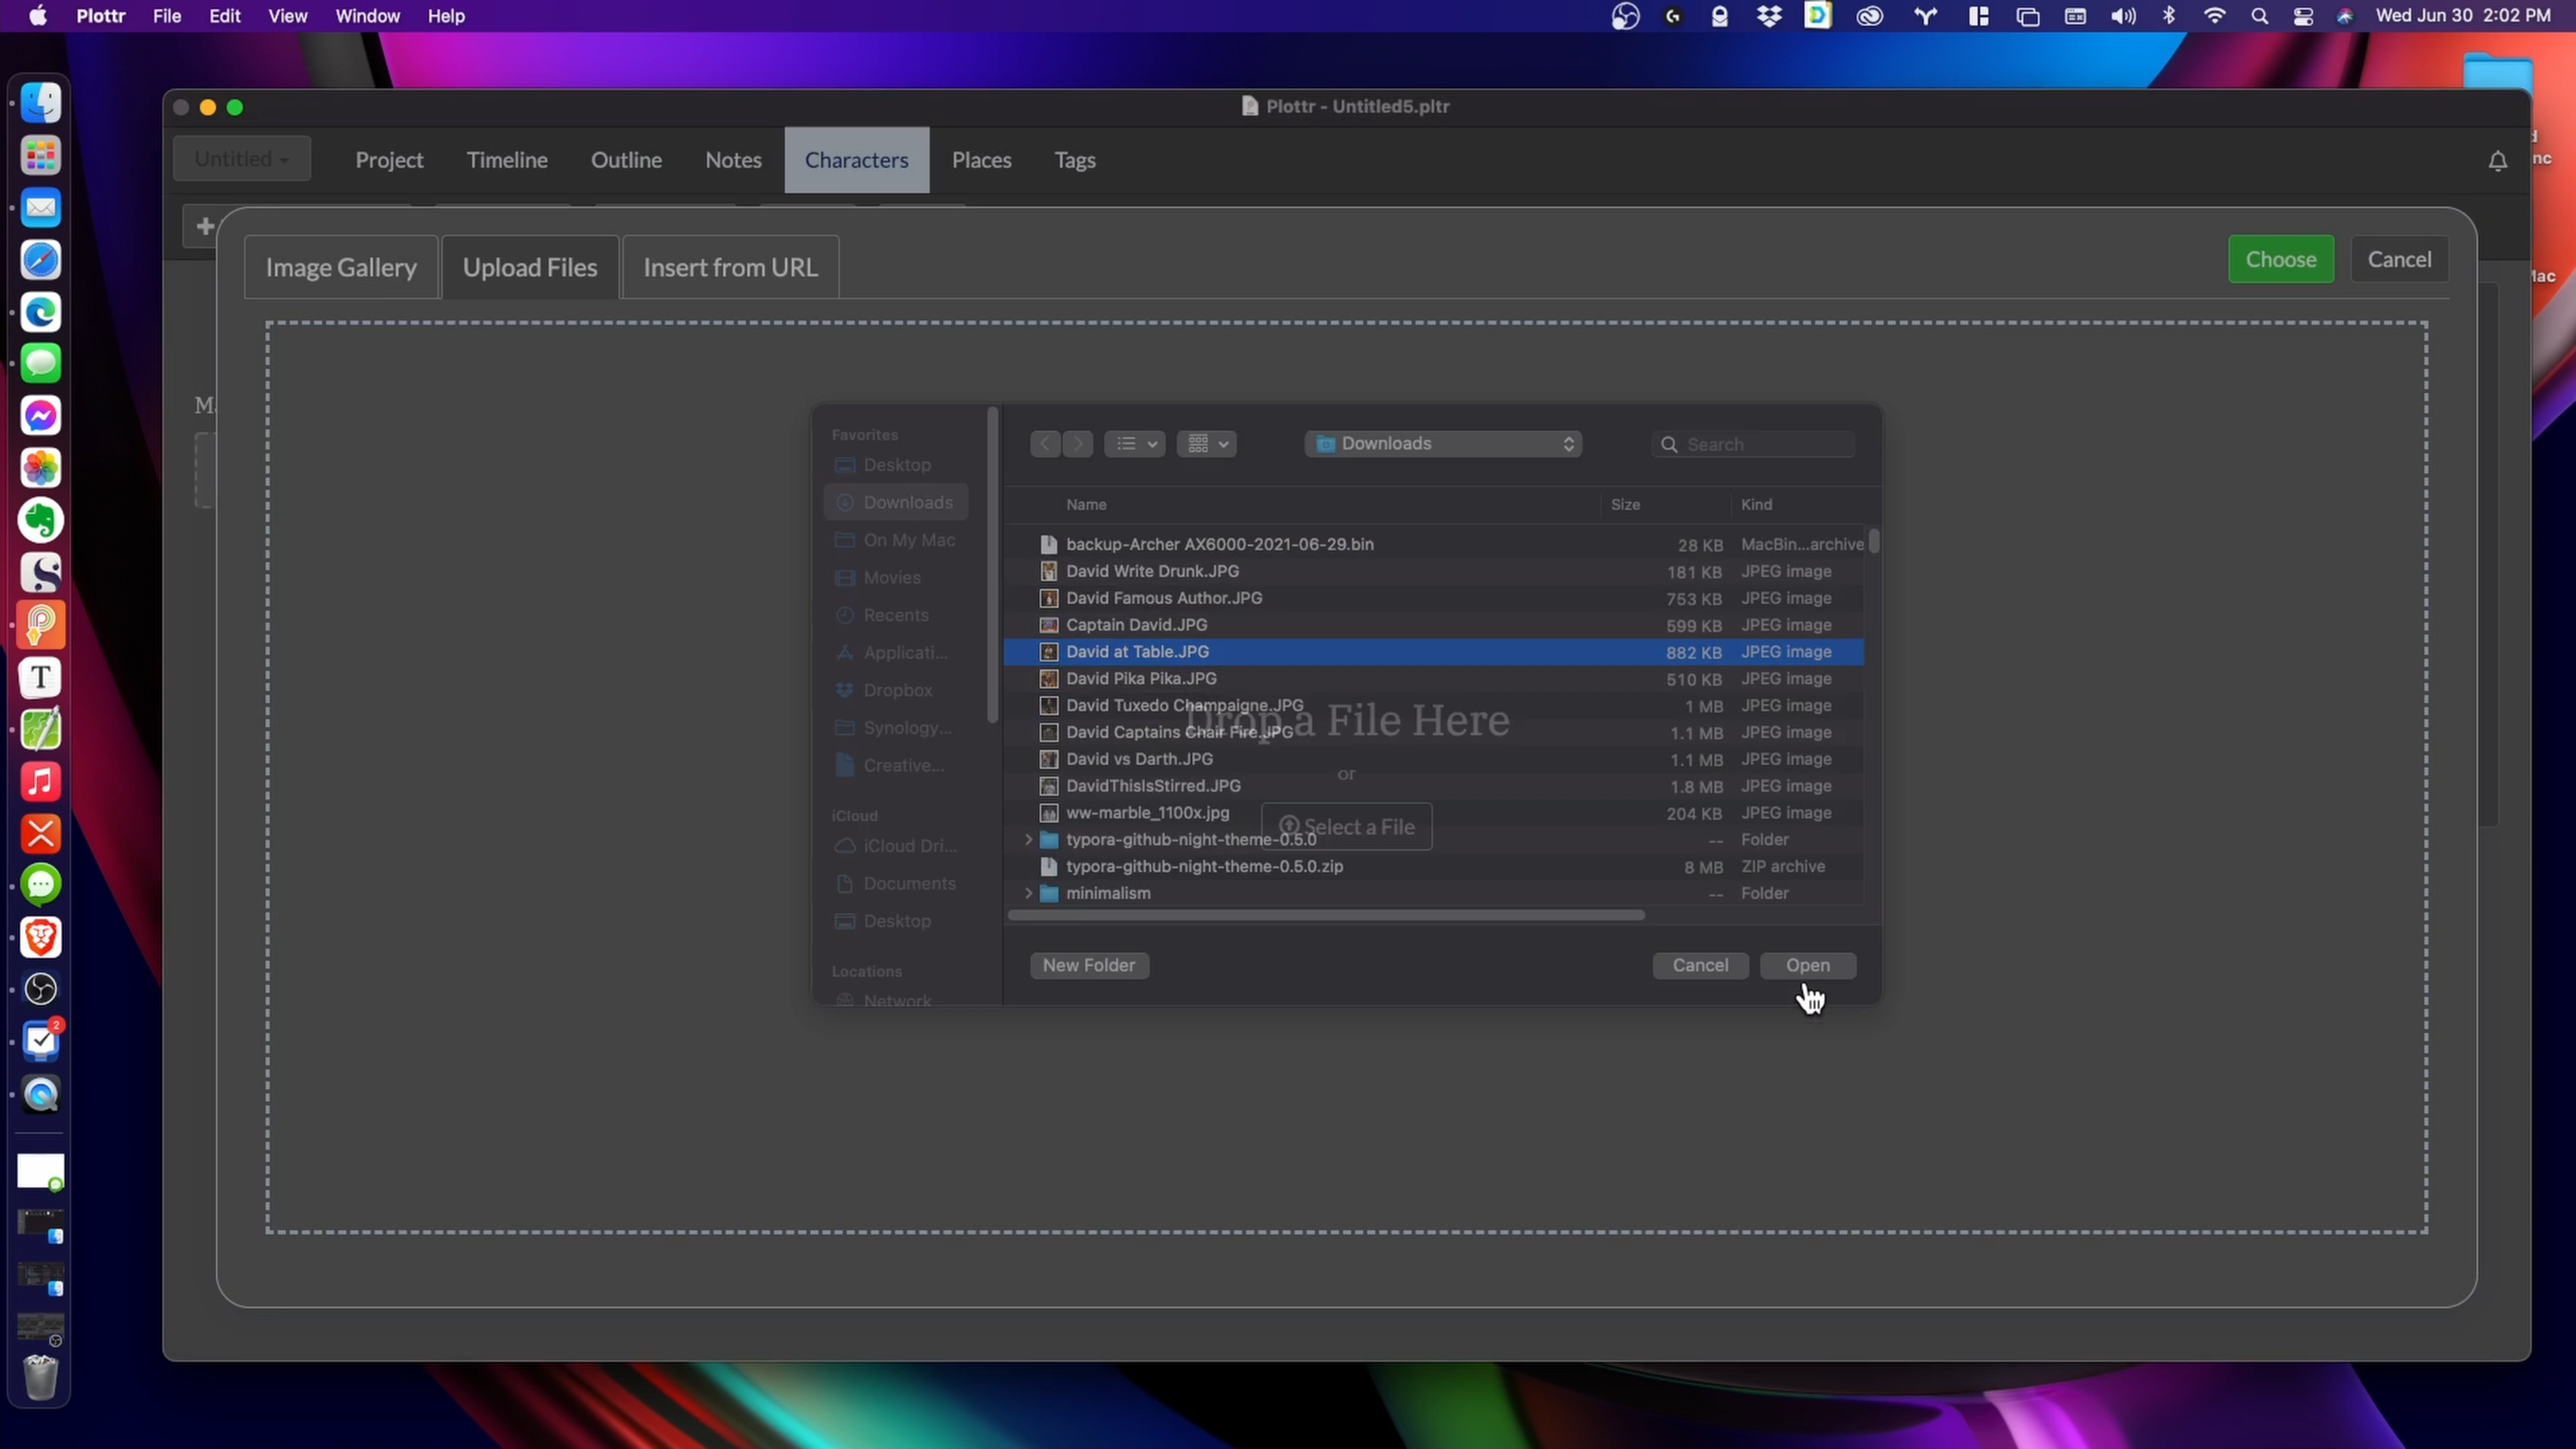 Plottr File Edit View Window Help
Wed Jun 30 2:02 PM
Plottr - Untitled5.pltr
Untitled
Project Timeline Outline Notes Characters Places Tags
Image Gallery Upload Files Insert from URL
Choose Cancel
Favorites
Desktop
Downloads
On My Mac
Movies
Recents
Applicati...
Dropbox
Synology...
Creative...
iCloud
iCloud Dri...
Documents
Desktop
Locations
Network
Downloads
Search
Name Size Kind
backup-Archer AX6000-2021-06-29.bin 28 KB MacBin...archive
David Write Drunk.JPG 181 KB JPEG image
David Famous Author.JPG 753 KB JPEG image
Captain David.JPG 599 KB JPEG image
David at Table.JPG 882 KB JPEG image
David Pika Pika.JPG 510 KB JPEG image
David Tuxedo Champaigne.JPG 1 MB JPEG image
David Captains Chair Fire.JPG 1.1 MB JPEG image
David vs Darth.JPG 1.1 MB JPEG image
DavidThisIsStirred.JPG 1.8 MB JPEG image
ww-marble_1100x.jpg 204 KB JPEG image
typora-github-night-theme-0.5.0 -- Folder
typora-github-night-theme-0.5.0.zip 8 MB ZIP archive
minimalism -- Folder
Drop a File Here
or
Select a File
New Folder Cancel Open
2